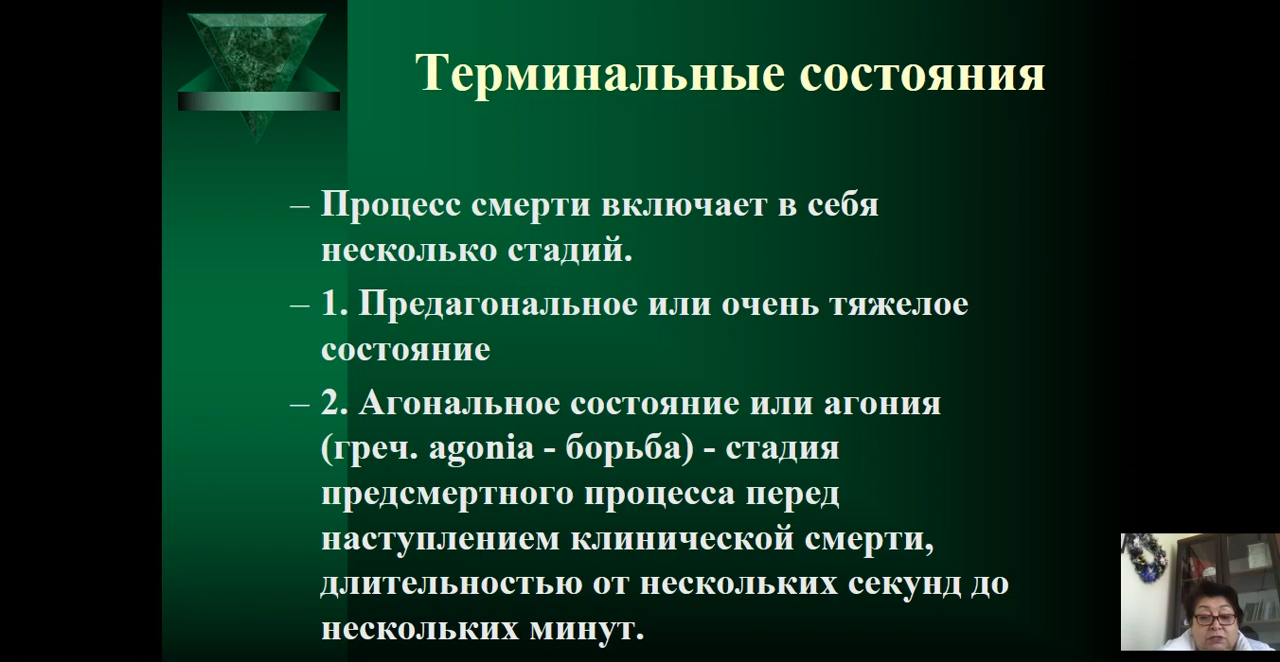 Терминальные состояния
– Процесс смерти включает в себя
несколько стадий.
– 1. Предагональное или очень тяжелое
состояние
– 2. Агональное состояние или агония
(греч. agonia - борьба) - стадия
предсмертного процесса перед
наступлением клинической смерти,
длительностью от нескольких секунд до
нескольких минут.